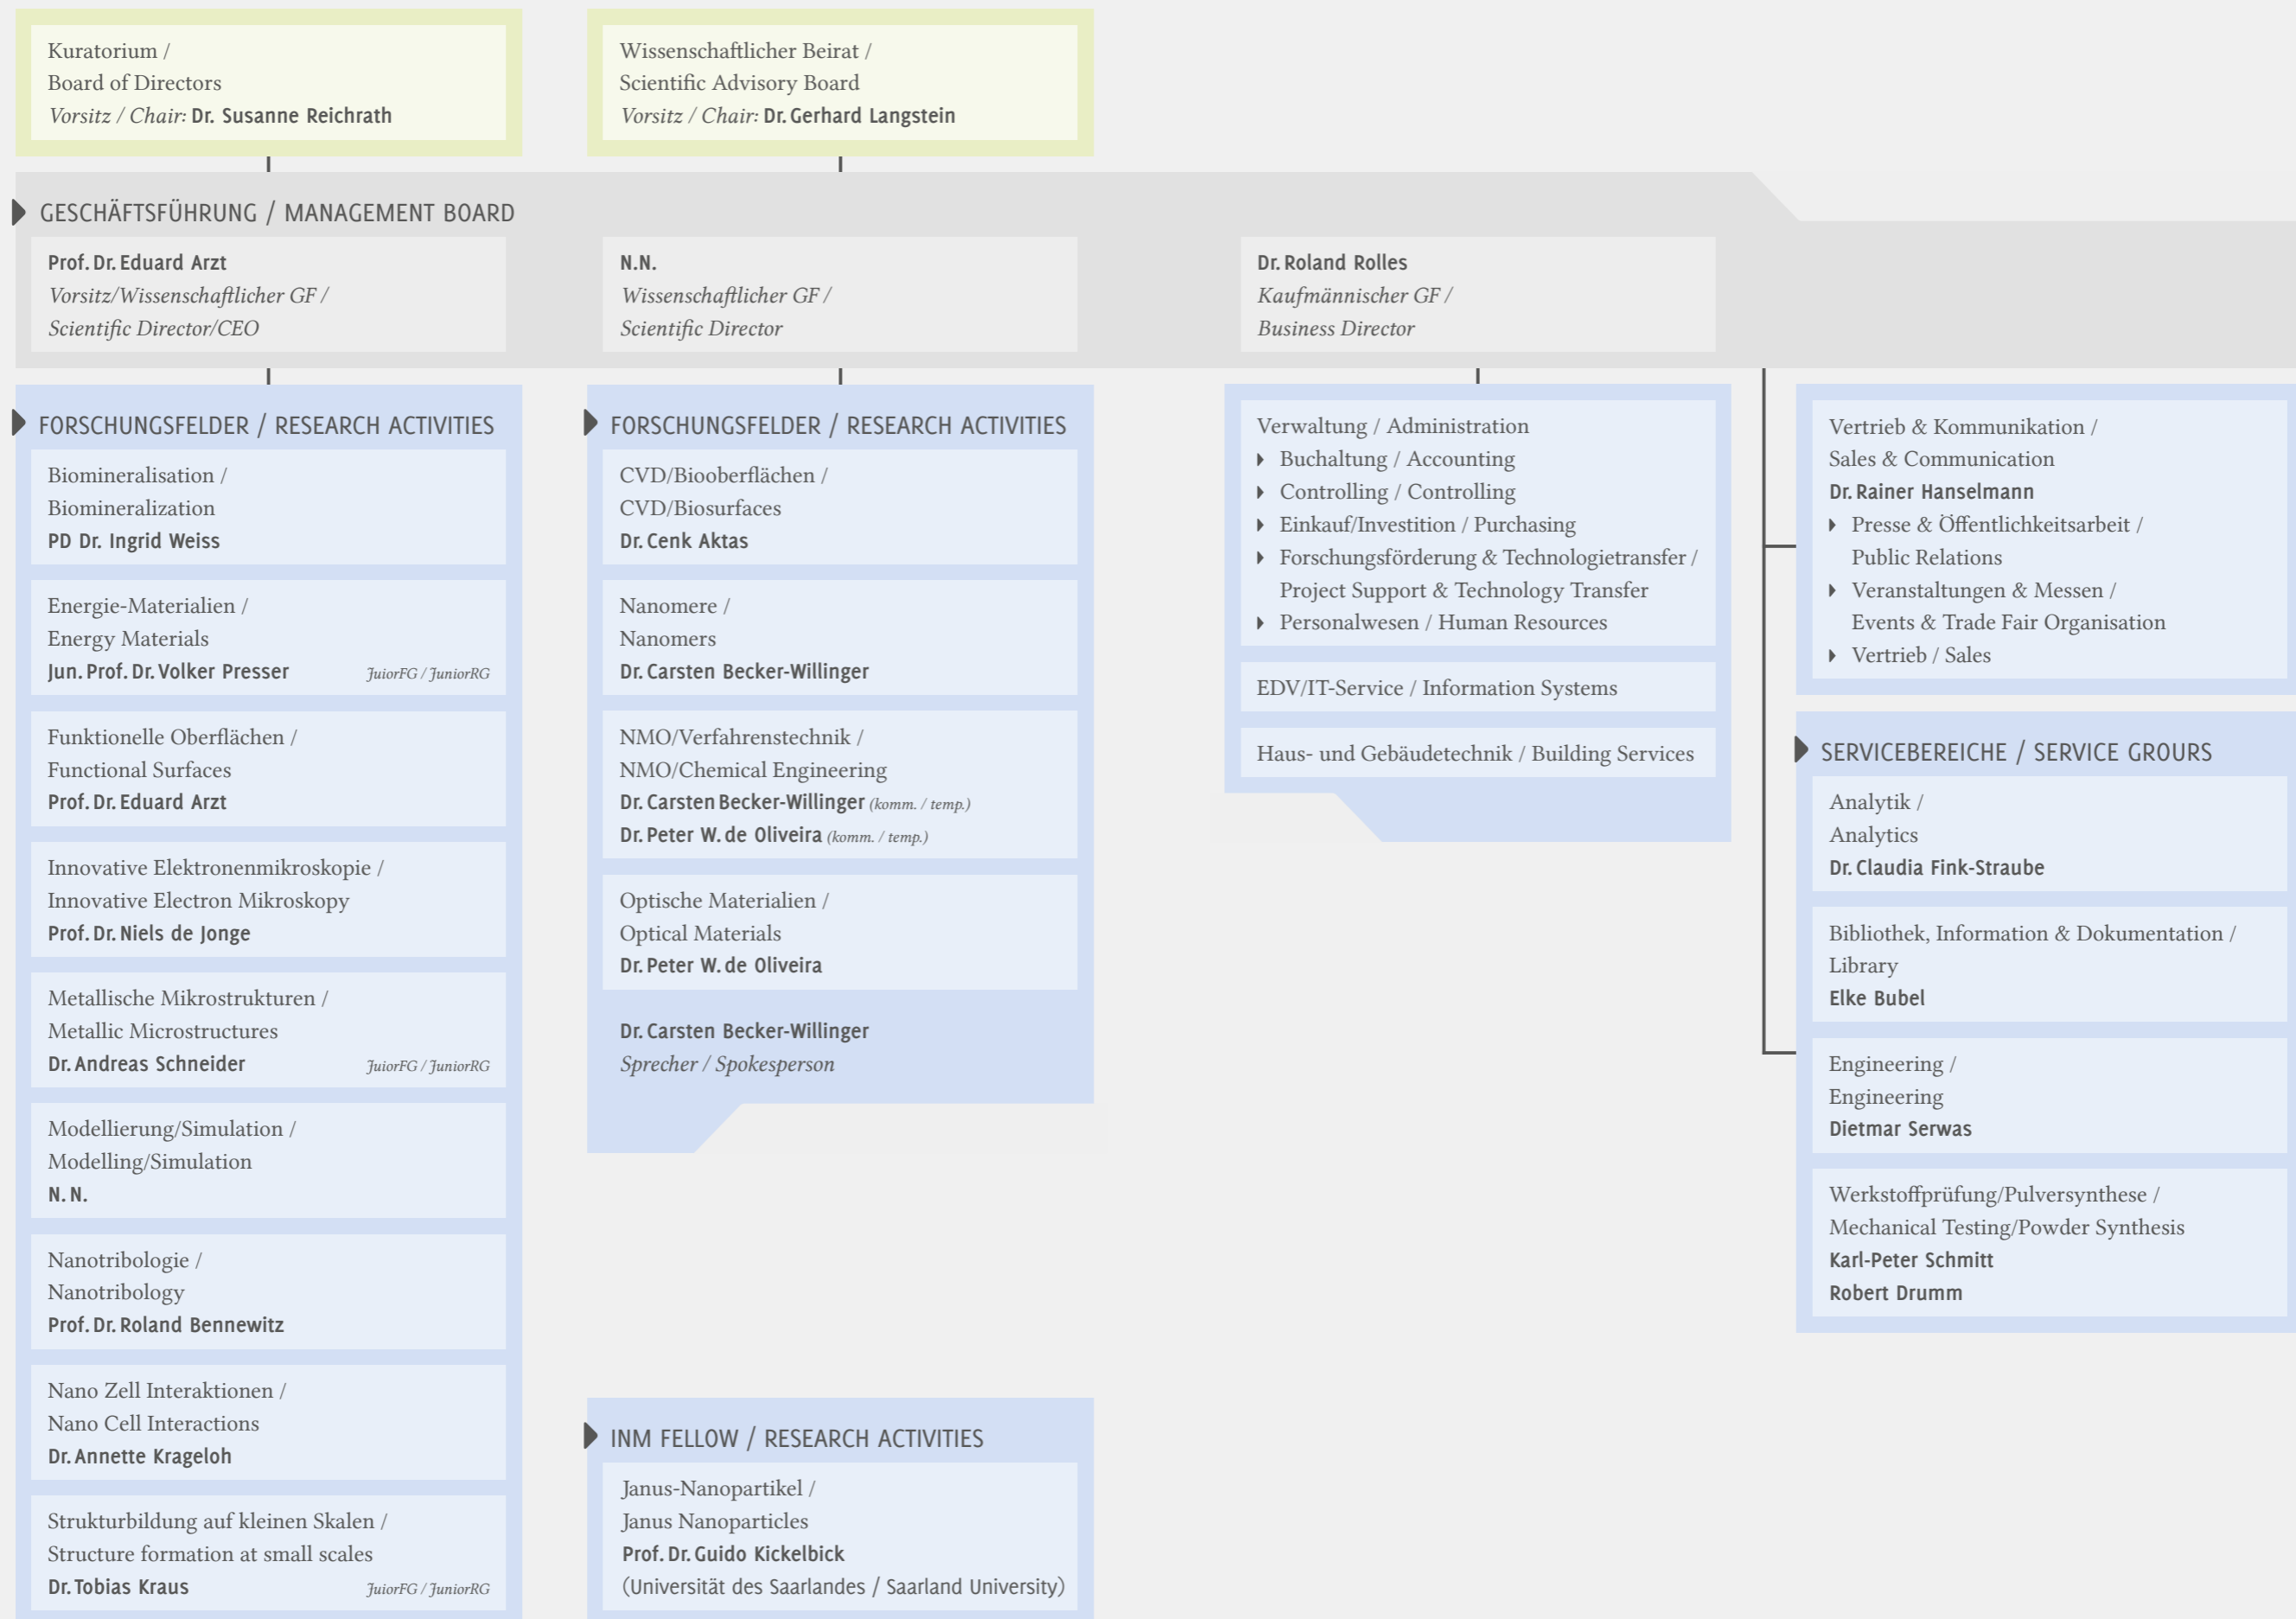 Kuratorium /
Board of Directors
Vorsitz / Chair: Dr. Susanne Reichrath
Wissenschaftlicher Beirat /
Scientific Advisory Board
Vorsitz / Chair: Dr. Gerhard Langstein
GESCHÄFTSFÜHRUNG / MANAGEMENT BOARD
Prof. Dr. Eduard Arzt
Vorsitz/Wissenschaftlicher GF /
Scientific Director/CEO
N.N.
Wissenschaftlicher GF /
Scientific Director
Dr. Roland Rolles
Kaufmännischer GF /
Business Director
FORSCHUNGSFELDER / RESEARCH ACTIVITIES
Biomineralisation /
Biomineralization
PD Dr. Ingrid Weiss
Energie-Materialien /
Energy Materials
Jun. Prof. Dr. Volker Presser JuiorFG / JuniorRG
Funktionelle Oberflächen /
Functional Surfaces
Prof. Dr. Eduard Arzt
Innovative Elektronenmikroskopie /
Innovative Electron Mikroskopy
Prof. Dr. Niels de Jonge
Metallische Mikrostrukturen /
Metallic Microstructures
Dr. Andreas Schneider JuiorFG / JuniorRG
Modellierung/Simulation /
Modelling/Simulation
N. N.
Nanotribologie /
Nanotribology
Prof. Dr. Roland Bennewitz
Nano Zell Interaktionen /
Nano Cell Interactions
Dr. Annette Krageloh
Strukturbildung auf kleinen Skalen /
Structure formation at small scales
Dr. Tobias Kraus JuiorFG / JuniorRG
FORSCHUNGSFELDER / RESEARCH ACTIVITIES
CVD/Biooberflächen /
CVD/Biosurfaces
Dr. Cenk Aktas
Nanomere /
Nanomers
Dr. Carsten Becker-Willinger
NMO/Verfahrenstechnik /
NMO/Chemical Engineering
Dr. Carsten Becker-Willinger (komm. / temp.)
Dr. Peter W. de Oliveira (komm. / temp.)
Optische Materialien /
Optical Materials
Dr. Peter W. de Oliveira
Dr. Carsten Becker-Willinger
Sprecher / Spokesperson
INM FELLOW / RESEARCH ACTIVITIES
Janus-Nanopartikel /
Janus Nanoparticles
Prof. Dr. Guido Kickelbick
(Universität des Saarlandes / Saarland University)
Verwaltung / Administration
Buchaltung / Accounting
Controlling / Controlling
Einkauf/Investition / Purchasing
Forschungsförderung & Technologietransfer /
Project Support & Technology Transfer
Personalwesen / Human Resources
EDV/IT-Service / Information Systems
Haus- und Gebäudetechnik / Building Services
Vertrieb & Kommunikation /
Sales & Communication
Dr. Rainer Hanselmann
Presse & Öffentlichkeitsarbeit /
Public Relations
Veranstaltungen & Messen /
Events & Trade Fair Organisation
Vertrieb / Sales
SERVICEBEREICHE / SERVICE GROURS
Analytik /
Analytics
Dr. Claudia Fink-Straube
Bibliothek, Information & Dokumentation /
Library
Elke Bubel
Engineering /
Engineering
Dietmar Serwas
Werkstoffprüfung/Pulversynthese /
Mechanical Testing/Powder Synthesis
Karl-Peter Schmitt
Robert Drumm